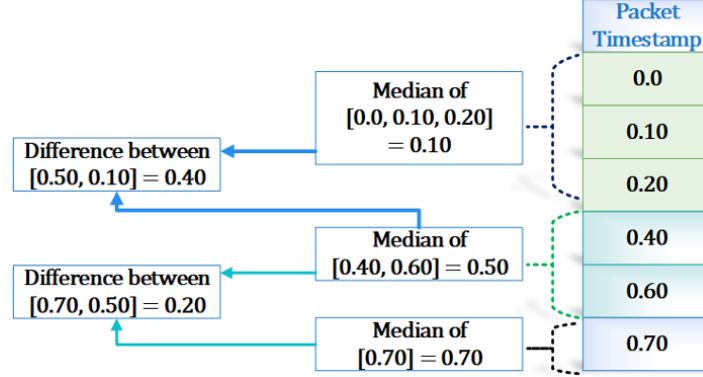 Packet
Timestamp
0.0
0.10
0.20
0.40
0.60
0.70
Median of
[0.0, 0.10, 0.20]
= 0.10
Difference between
[0.50, 0.10] = 0.40
Median of
[0.40, 0.60] = 0.50
Difference between
[0.70, 0.50] = 0.20
Median of
[0.70] = 0.70